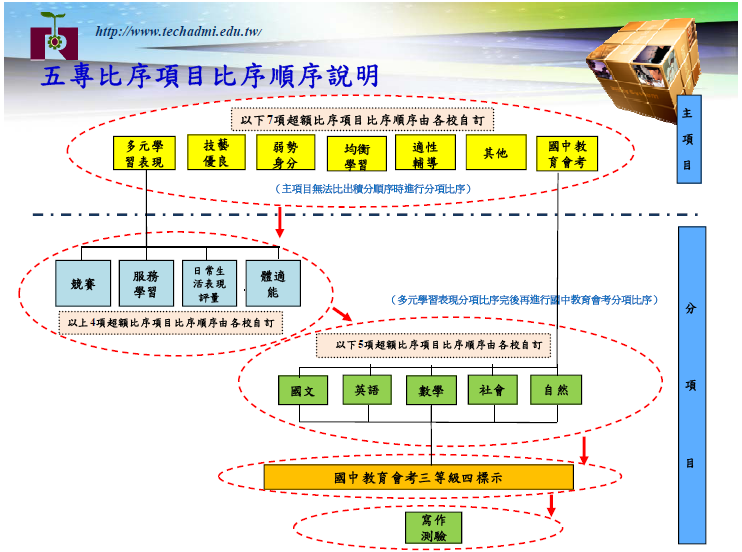 http://www.techadmi.edu.tw/
五專比序項目比序順序說明
以下7項超額比序項目比序順序由各校自訂
多元學
習表現
技藝
優良
弱勢
身分
均衡
學習
適性
輔導
其他
國中教
育會考
主
項
目
（主項目無法比出積分順序時進行分項比序）
競賽
服務
學習
日常生
活表現
評量
體適
能
以上4項超額比序項目比序順序由各校自訂
（多元學習表現分項比序完後再進行國中教育會考分項比序）
分
項
目
以下5項超額比序項目比序順序由各校自訂
國文
英語
數學
社會
自然
國中教育會考三等級四標示
寫作
測驗